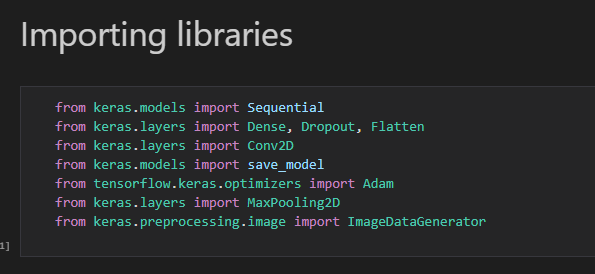 Importing libraries
from keras.models import Sequential
from keras.layers import Dense, Dropout, Flatten
from keras.layers import Conv2D
from keras.models import save_model
from tensorflow.keras.optimizers import Adam
from keras.layers import MaxPooling2D
from keras.preprocessing.image import ImageDataGenerator
1]